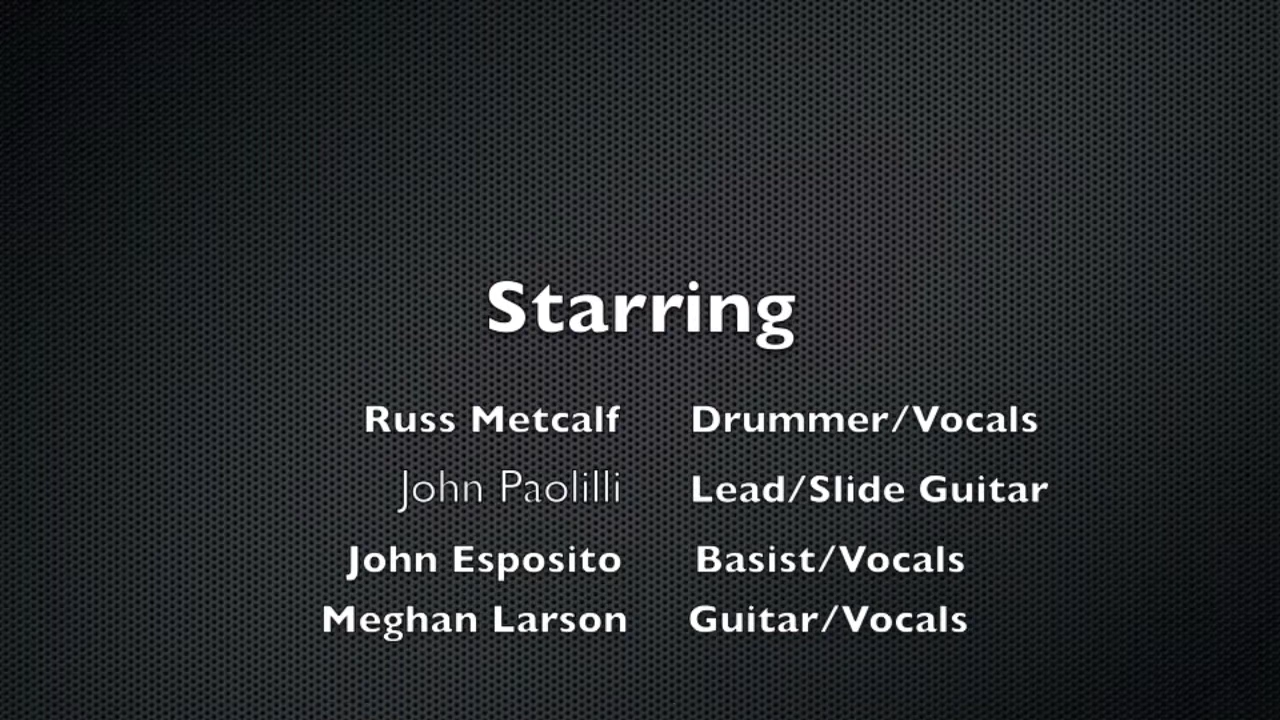 Starring
Russ Metcalf Drummer/Vocals
John Paolilli Lead/Slide Guitar
John Esposito Basist/Vocals
Meghan Larson Guitar/Vocals